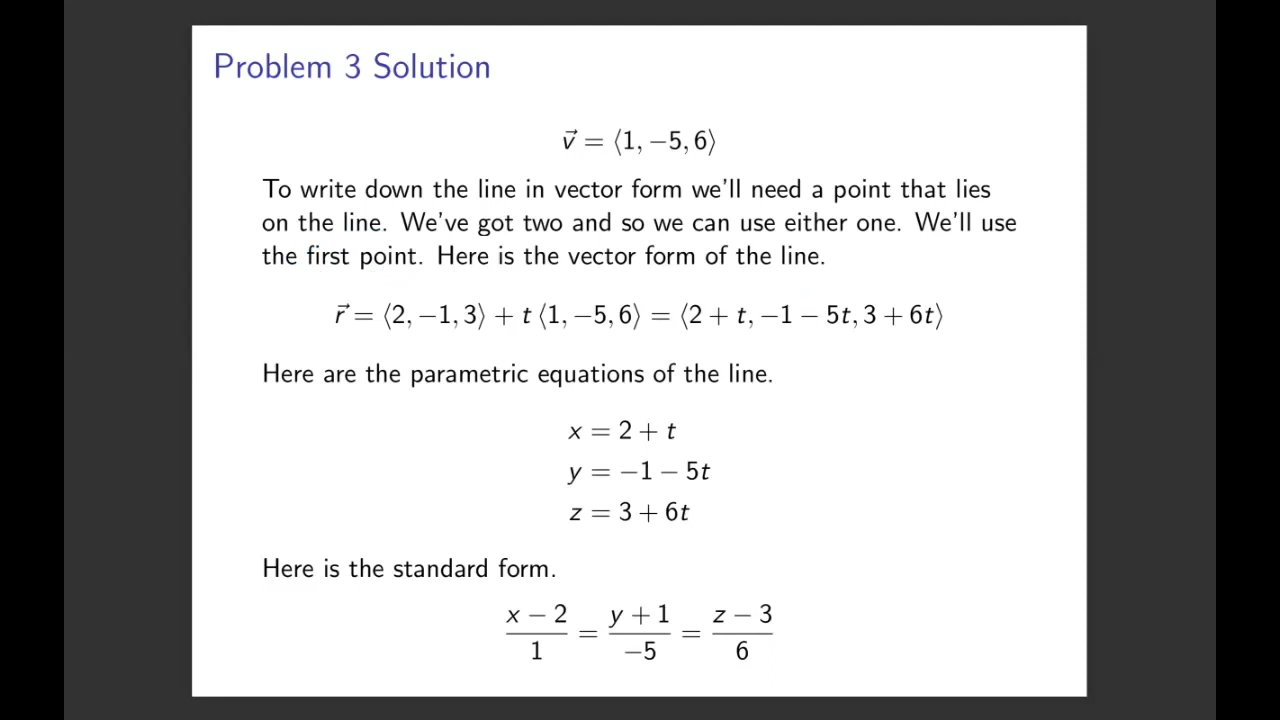 Problem 3 Solution
v⃗ = ⟨1, −5, 6⟩
To write down the line in vector form we'll need a point that lies
on the line. We've got two and so we can use either one. We'll use
the first point. Here is the vector form of the line.
r⃗ = ⟨2, −1, 3⟩ + t ⟨1, −5, 6⟩ = ⟨2 + t, −1 − 5t, 3 + 6t⟩
Here are the parametric equations of the line.
x = 2 + t
y = −1 − 5t
z = 3 + 6t
Here is the standard form.
(x − 2)/1 = (y + 1)/−5 = (z − 3)/6